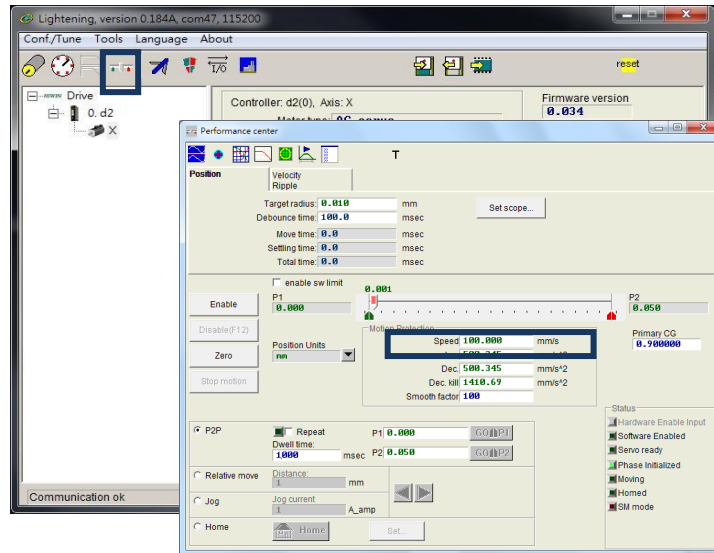 Lightening, version 0.184A, com47, 115200
Conf./Tune Tools Language About
I/O
reset
HIWIN Drive
0. d2
X
Controller: d2(0), Axis: X
Firmware version
0.034
Performance center
T
Position
Velocity Ripple
Target radius: 0.010 mm
Set scope...
Debounce time: 100.0 msec
Move time: 0.0 msec
Settling time: 0.0 msec
Total time: 0.0 msec
enable sw limit
0.001
P1
0.000
P2
0.050
Enable
Disable(F12)
Zero
Stop motion
Position Units
mm
Motion Protection
Speed 100.000 mm/s
Dec. 500.345 mm/s^2
Dec. kill 1410.69 mm/s^2
Smooth factor 100
Primary CG
0.900000
P2P
Repeat
Dwell time:
1000 msec
P1 0.000
P2 0.050
Relative move
Distance:
1 mm
Jog
Jog current
1 A_amp
Home
Home
Set...
Status
Hardware Enable Input
Software Enabled
Servo ready
Phase Initialized
Moving
Homed
SM mode
Communication ok